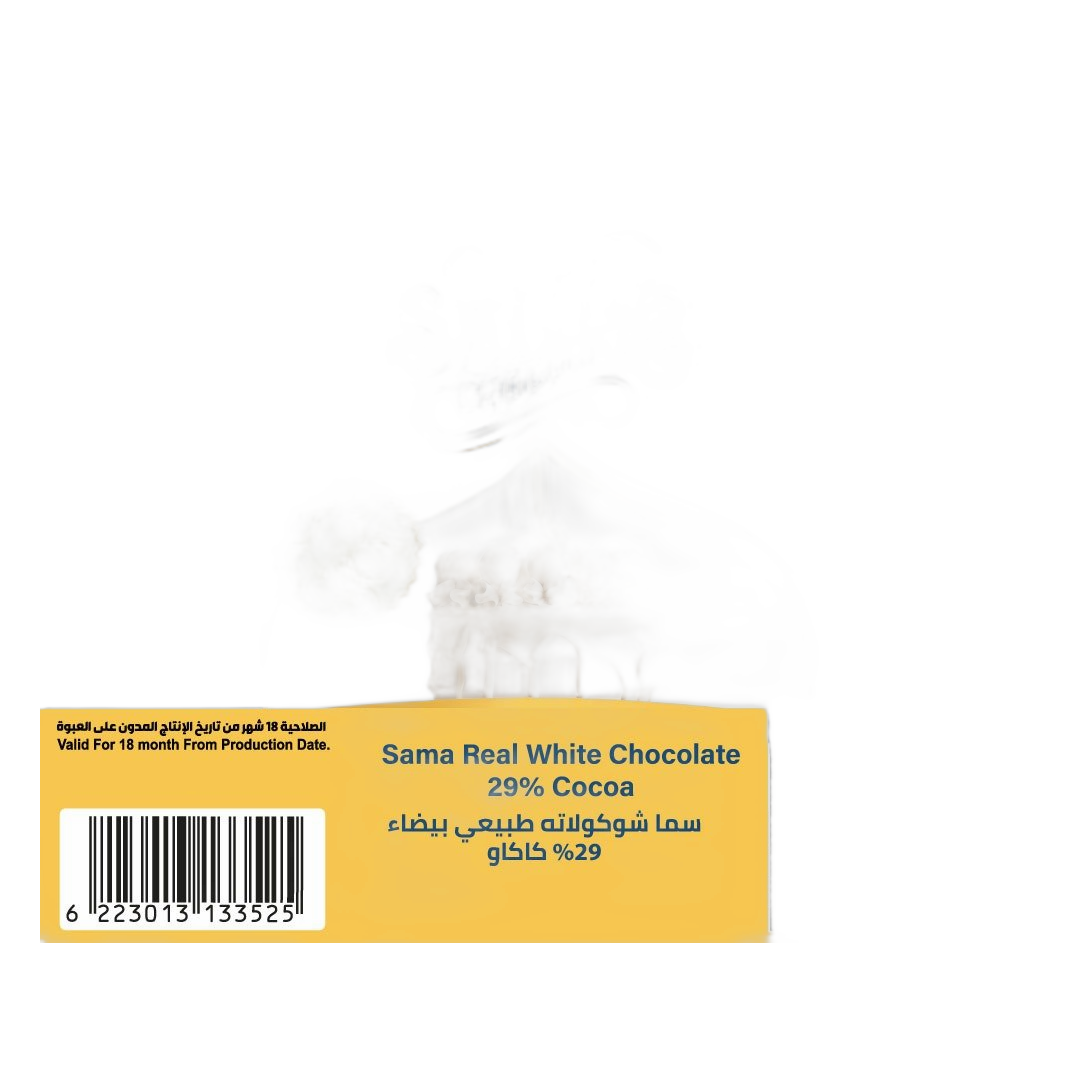 الصلاحية 18 شهر من تاريخ الإنتاج المدون على العبوة
Valid For 18 month From Production Date.
Sama Real White Chocolate
29% Cocoa
سما شوكولاته طبيعي بيضاء
29% كاكاو
6 223013 133525